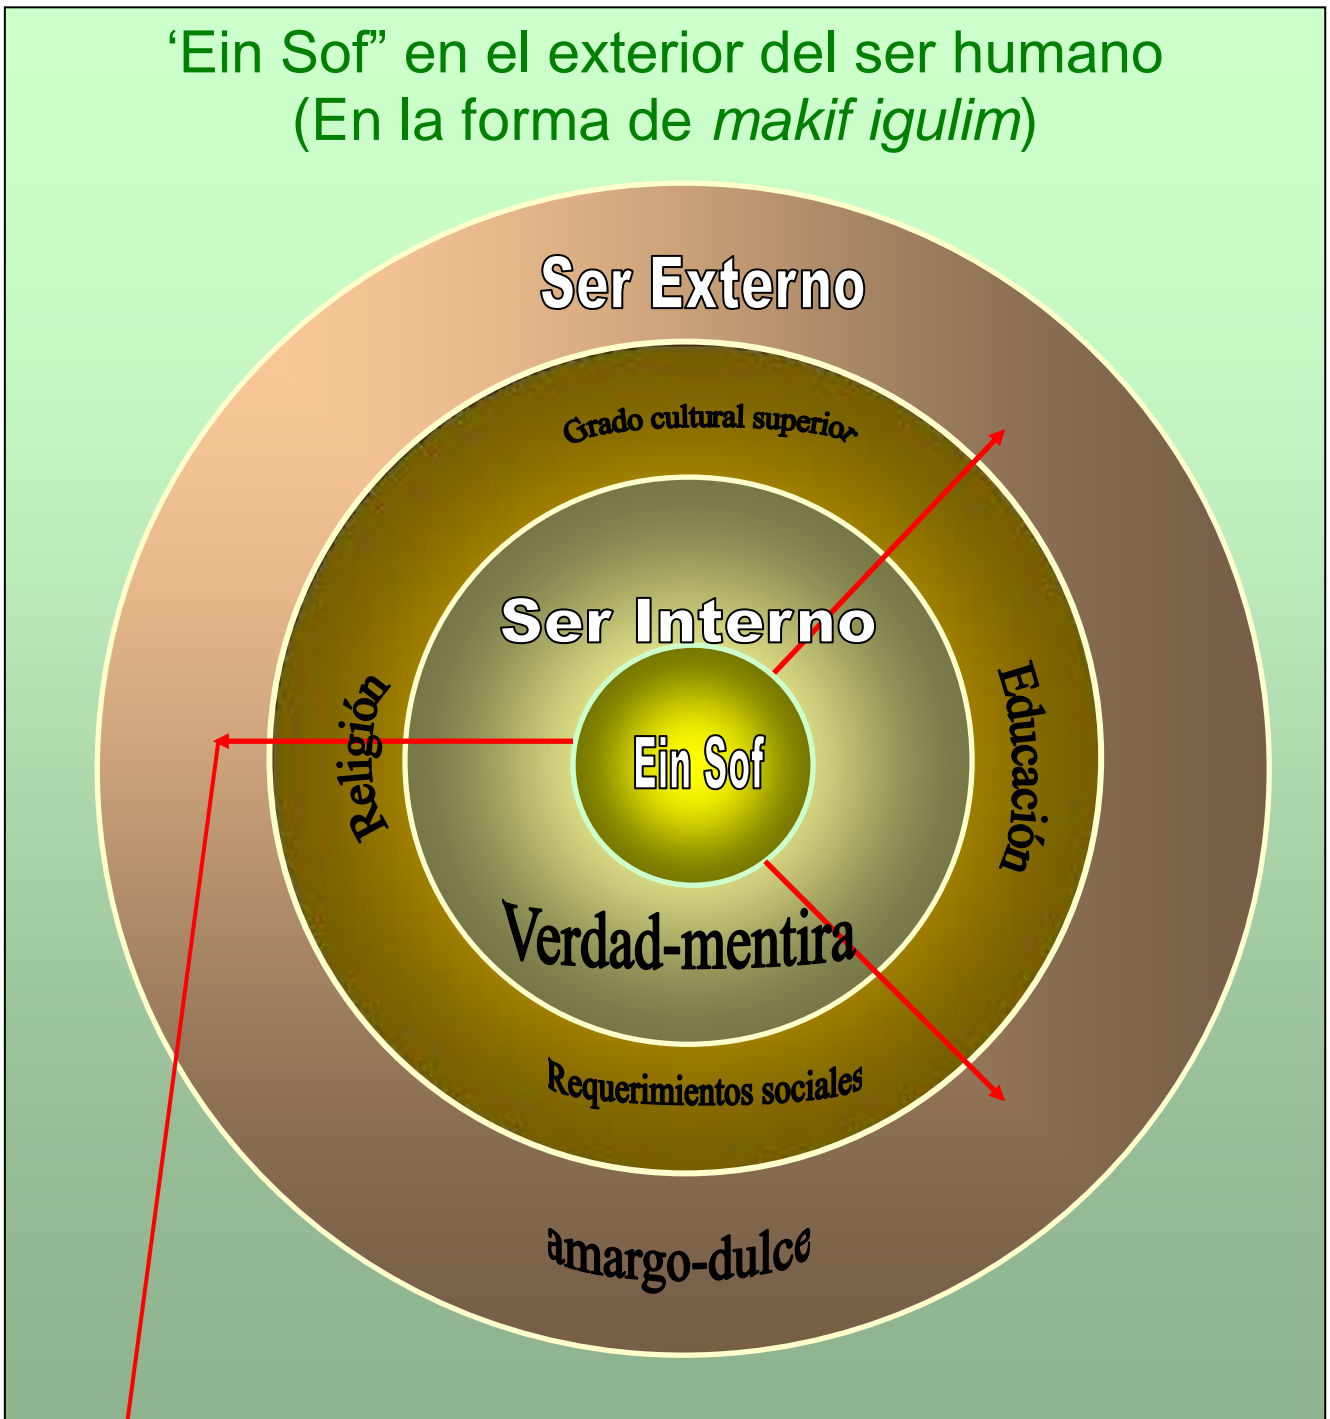 ‘Ein Sof” en el exterior del ser humano
(En la forma de makif igulim)
Ser Externo
Grado cultural superior
Ser Interno
Religión
Ein Sof
Educación
Verdad-mentira
Requerimientos sociales
amargo-dulce